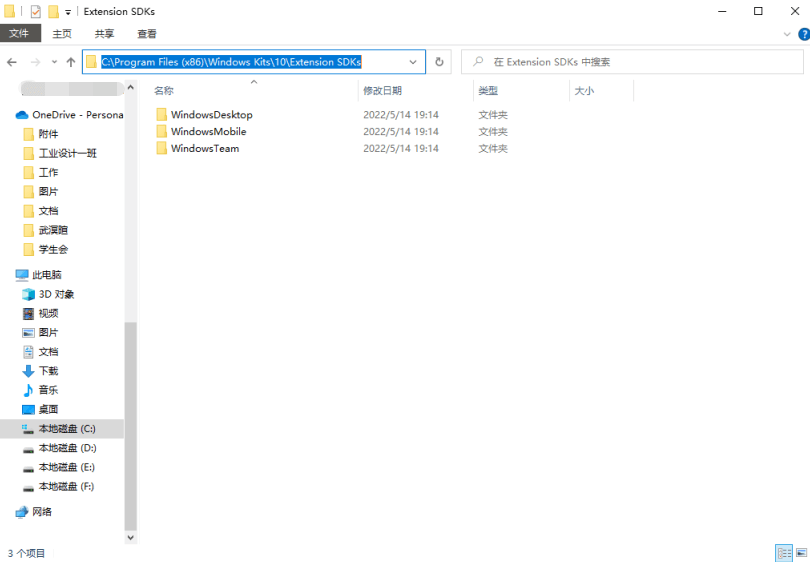 Extension SDKs
文件 主页 共享 查看
C:\Program Files (x86)\Windows Kits\10\Extension SDKs
在 Extension SDKs 中搜索
名称 修改日期 类型 大小
WindowsDesktop 2022/5/14 19:14 文件夹
WindowsMobile 2022/5/14 19:14 文件夹
WindowsTeam 2022/5/14 19:14 文件夹
OneDrive - Persona
附件
工业设计一班
工作
图片
文档
武淏暄
学生会
此电脑
3D 对象
视频
图片
文档
下载
音乐
桌面
本地磁盘 (C:)
本地磁盘 (D:)
本地磁盘 (E:)
本地磁盘 (F:)
网络
3 个项目